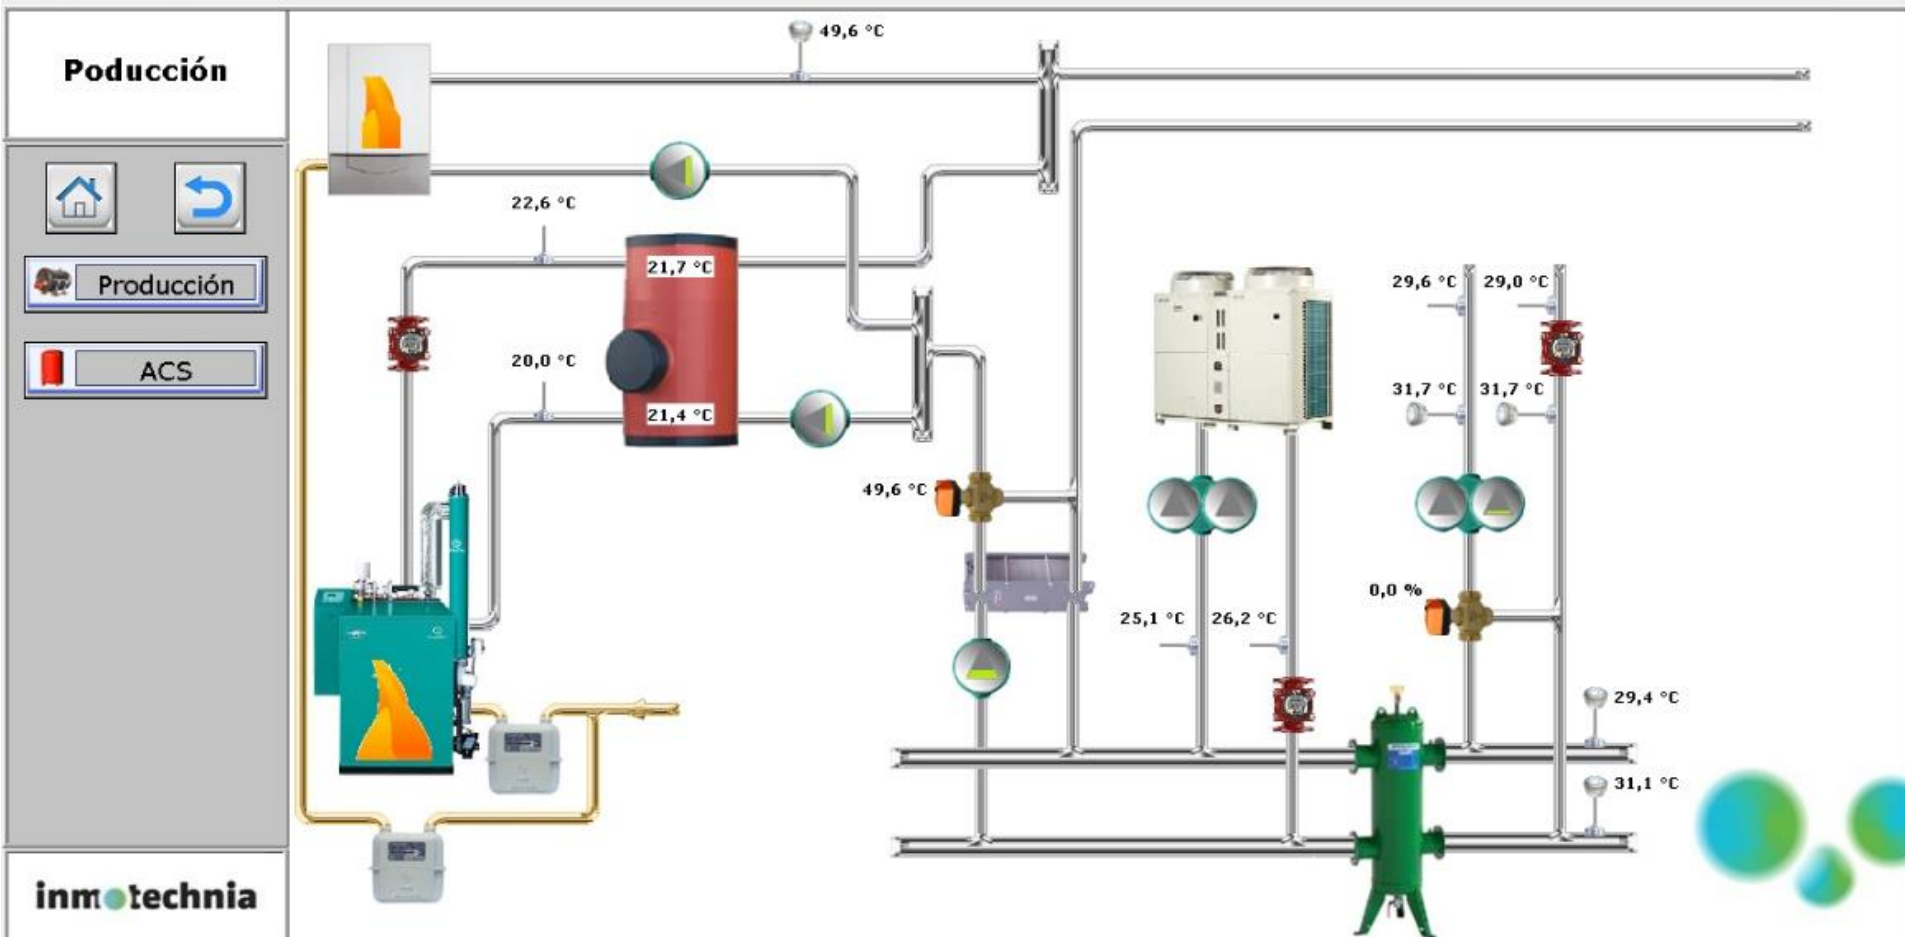 Poducción
Producción
ACS
inmotechnia
49,6 °C
22,6 °C
21,7 °C
20,0 °C
21,4 °C
49,6 °C
29,6 °C
29,0 °C
31,7 °C
31,7 °C
0,0 %
25,1 °C
26,2 °C
29,4 °C
31,1 °C